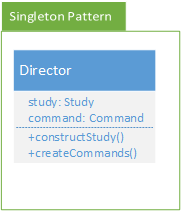 Singleton Pattern
Director
study: Study
command: Command
+constructStudy()
+createCommands()